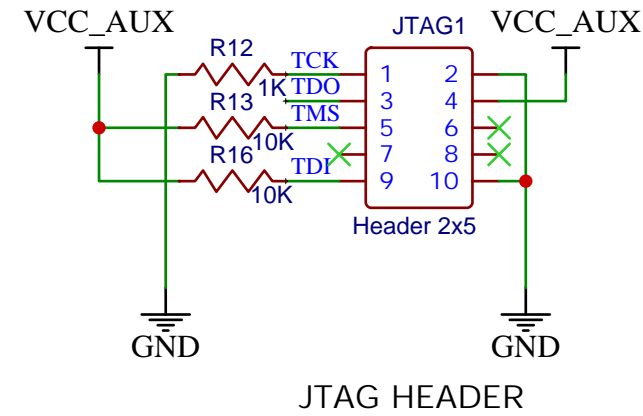 VCC_AUX
JTAG1
VCC_AUX
R12
TCK
1
2
1K
TDO
3
4
R13
TMS
5
6
10K
R16
7
8
TDI
9
10
10K
Header 2x5
GND
GND
JTAG HEADER